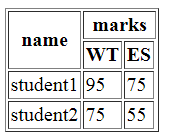 name marks
WT ES
student1 95 75
student2 75 55